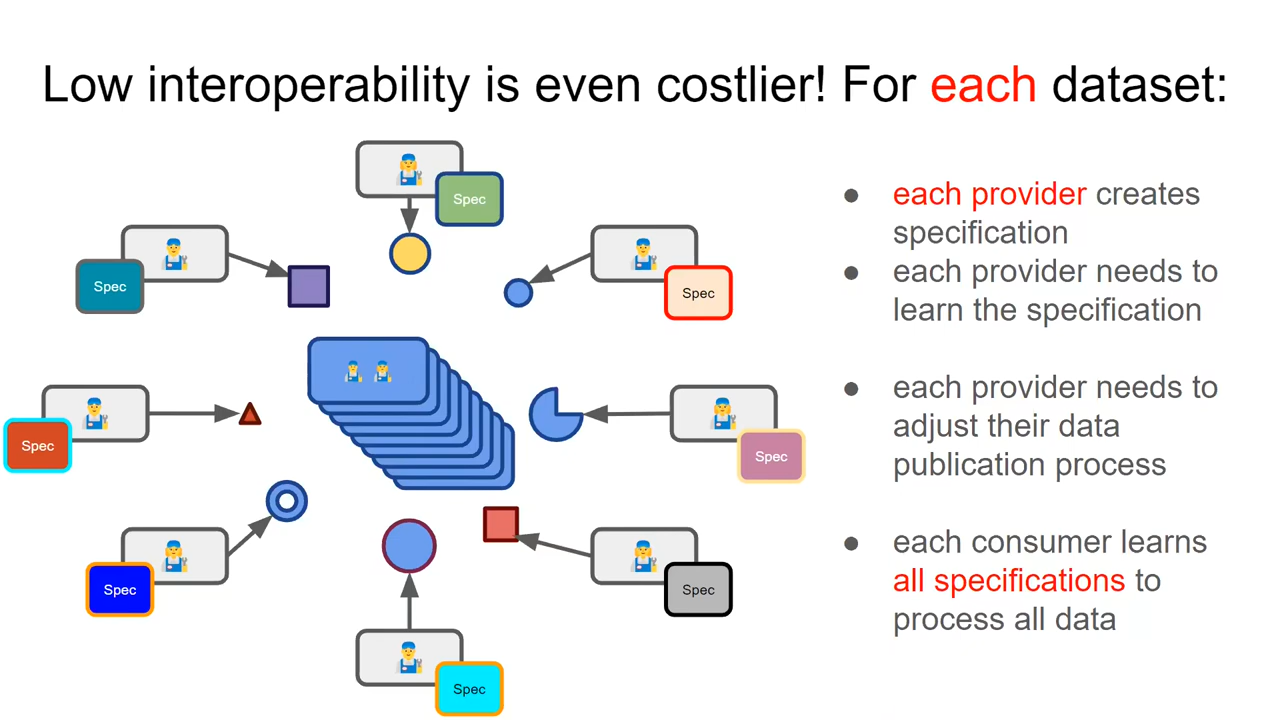 Low interoperability is even costlier! For each dataset:
Spec
Spec
Spec
Spec
Spec
Spec
Spec
Spec
● each provider creates
specification
● each provider needs to
learn the specification
● each provider needs to
adjust their data
publication process
● each consumer learns
all specifications to
process all data